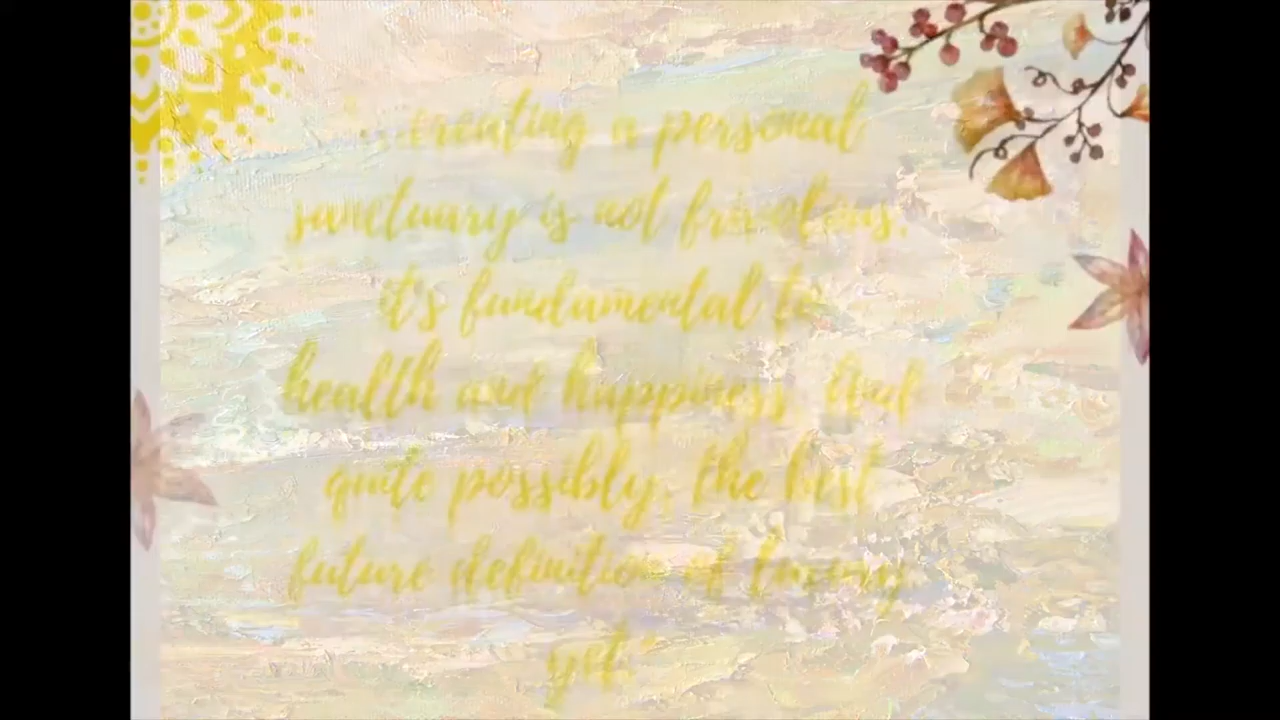 creating a personal
sanctuary is not frivolous.
it's fundamental to
health and happiness. And
quite possibly, the best
future definition of luxury
yet."